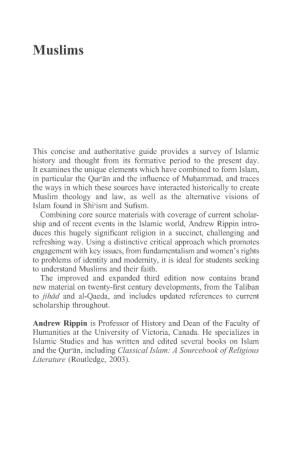 Muslims
This concise and authoritative guide provides a survey of Islamic
history and thought from its formative period to the present day.
It examines the unique elements which have combined to form Islam,
in particular the Qurʾān and the influence of Muḥammad, and traces
the ways in which these sources have interacted historically to create
Muslim theology and law, as well as the alternative visions of
Islam found in Shīʿism and Sufism.
Combining core source materials with coverage of current scholar-
ship and of recent events in the Islamic world, Andrew Rippin intro-
duces this hugely significant religion in a succinct, challenging and
refreshing way. Using a distinctive critical approach which promotes
engagement with key issues, from fundamentalism and women's rights
to problems of identity and modernity, it is ideal for students seeking
to understand Muslims and their faith.
The improved and expanded third edition now contains brand
new material on twenty-first century developments, from the Taliban
to jihād and al-Qaeda, and includes updated references to current
scholarship throughout.
Andrew Rippin is Professor of History and Dean of the Faculty of
Humanities at the University of Victoria, Canada. He specializes in
Islamic Studies and has written and edited several books on Islam
and the Qurʾān, including Classical Islam: A Sourcebook of Religious
Literature (Routledge, 2003).